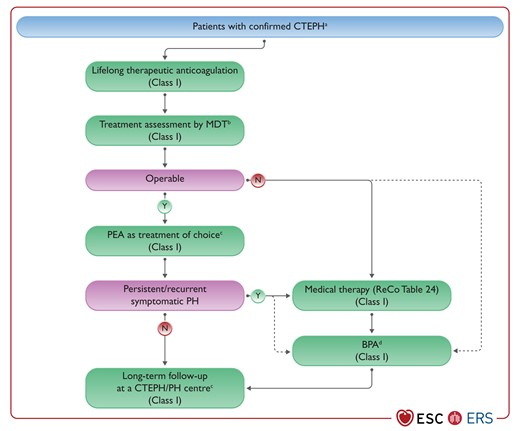 Patients with confirmed CTEPHᵃ
Lifelong therapeutic anticoagulation
(Class I)
Treatment assessment by MDTᵇ
(Class I)
Operable
N
Y
PEA as treatment of choiceᶜ
(Class I)
Persistent/recurrent
symptomatic PH
Y
Medical therapy (ReCo Table 24)
(Class I)
N
BPAᵈ
(Class I)
Long-term follow-up
at a CTEPH/PH centreᶜ
(Class I)
ESC ERS